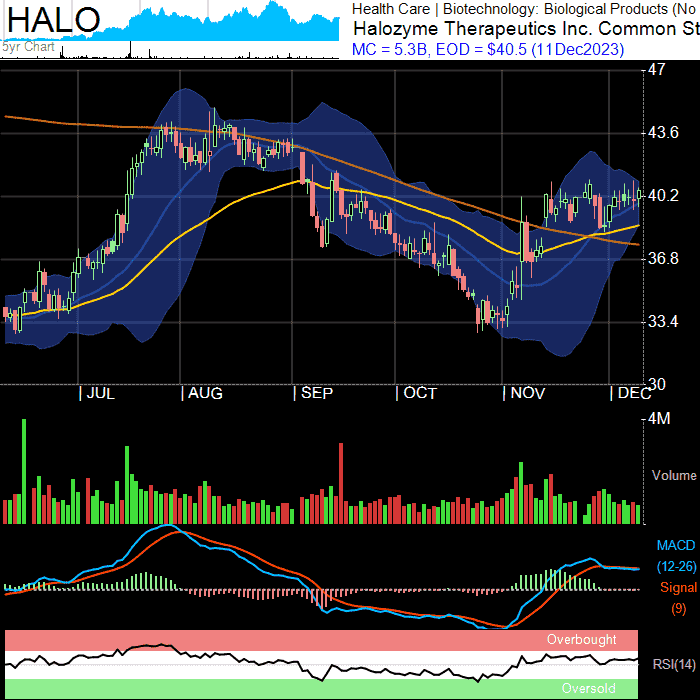 HALO
5yr Chart
Health Care | Biotechnology: Biological Products (No
Halozyme Therapeutics Inc. Common St
MC = 5.3B, EOD = $40.5 (11Dec2023)
47
43.6
40.2
36.8
33.4
30
| JUL | AUG | SEP | OCT | NOV | DEC
4M
Volume
MACD
(12-26)
Signal
(9)
Overbought
RSI(14)
Oversold